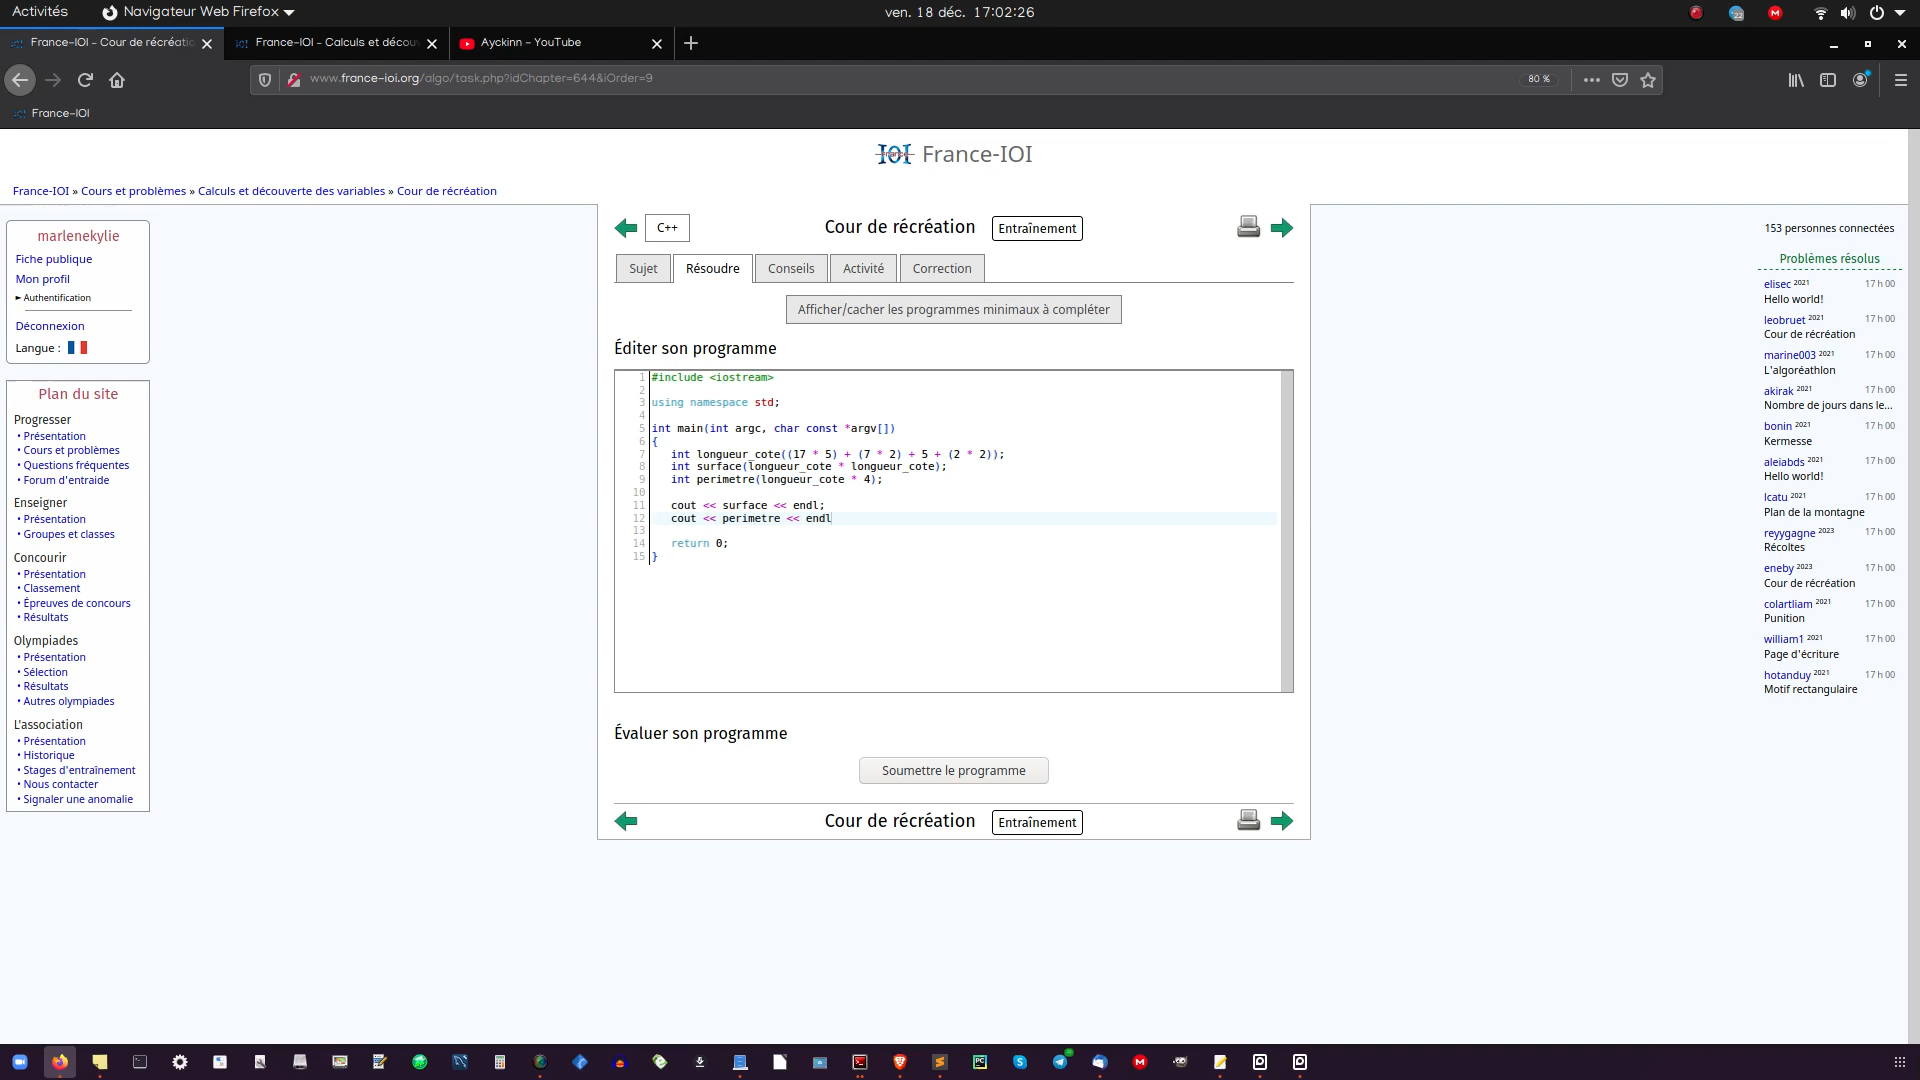 Activités
Navigateur Web Firefox
ven. 18 déc. 17:02:26
22
France-IOI - Cour de récréatio
France-IOI - Calculs et décou
Ayckinn - YouTube
www.france-ioi.org/algo/task.php?idChapter=644&iOrder=9
80 %
France-IOI
France-IOI
France-IOI » Cours et problèmes » Calculs et découverte des variables » Cour de récréation
marlenekylie
Fiche publique
Mon profil
► Authentification
Déconnexion
Langue :
Plan du site
Progresser
• Présentation
• Cours et problèmes
• Questions fréquentes
• Forum d'entraide
Enseigner
• Présentation
• Groupes et classes
Concourir
• Présentation
• Classement
• Épreuves de concours
• Résultats
Olympiades
• Présentation
• Sélection
• Résultats
• Autres olympiades
L'association
• Présentation
• Historique
• Stages d'entraînement
• Nous contacter
• Signaler une anomalie
C++
Cour de récréation
Entraînement
Sujet
Résoudre
Conseils
Activité
Correction
Afficher/cacher les programmes minimaux à compléter
Éditer son programme
1 #include <iostream>
2
3 using namespace std;
4
5 int main(int argc, char const *argv[])
6 {
7 int longueur_cote((17 * 5) + (7 * 2) + 5 + (2 * 2));
8 int surface(longueur_cote * longueur_cote);
9 int perimetre(longueur_cote * 4);
10
11 cout << surface << endl;
12 cout << perimetre << endl
13
14 return 0;
15 }
Évaluer son programme
Soumettre le programme
Cour de récréation
Entraînement
153 personnes connectées
Problèmes résolus
elisec 2021 17 h 00
Hello world!
leobruet 2021 17 h 00
Cour de récréation
marine003 2021 17 h 00
L'algoréathlon
akirak 2021 17 h 00
Nombre de jours dans le...
bonin 2021 17 h 00
Kermesse
aleiabds 2021 17 h 00
Hello world!
lcatu 2021 17 h 00
Plan de la montagne
reyygagne 2023 17 h 00
Récoltes
eneby 2023 17 h 00
Cour de récréation
colartliam 2021 17 h 00
Punition
william1 2021 17 h 00
Page d'écriture
hotanduy 2021 17 h 00
Motif rectangulaire